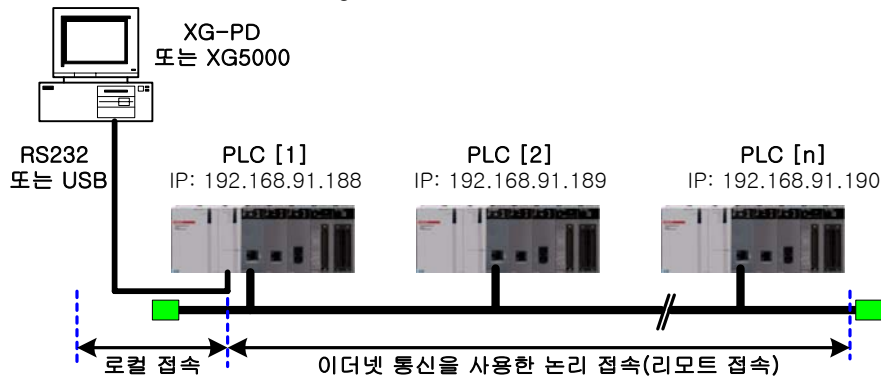 XG-PD
또는 XG5000
RS232
또는 USB
PLC [1]
IP: 192.168.91.188
PLC [2]
IP: 192.168.91.189
PLC [n]
IP: 192.168.91.190
로컬 접속
이더넷 통신을 사용한 논리 접속(리모트 접속)